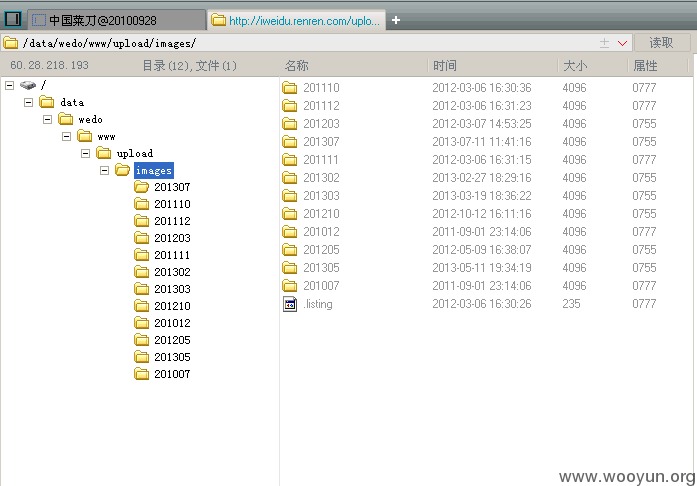 中国菜刀@20100928
http://iweidu.renren.com/uplo...
+
/data/wedo/www/upload/images/
读取
60.28.218.193 目录(12),文件(1)
名称 时间 大小 属性
/
data
wedo
www
upload
images
201307
201110
201112
201203
201111
201302
201303
201210
201012
201205
201305
201007
201110 2012-03-06 16:30:36 4096 0777
201112 2012-03-06 16:31:23 4096 0777
201203 2012-03-07 14:53:25 4096 0755
201307 2013-07-11 11:41:16 4096 0755
201111 2012-03-06 16:31:15 4096 0777
201302 2013-02-27 18:29:16 4096 0755
201303 2013-03-19 18:36:22 4096 0755
201210 2012-10-12 16:11:16 4096 0755
201012 2011-09-01 23:14:06 4096 0777
201205 2012-05-09 16:38:07 4096 0755
201305 2013-05-11 19:34:19 4096 0755
201007 2011-09-01 23:14:06 4096 0777
.listing 2012-03-06 16:30:26 235 0777
www.wooyun.org